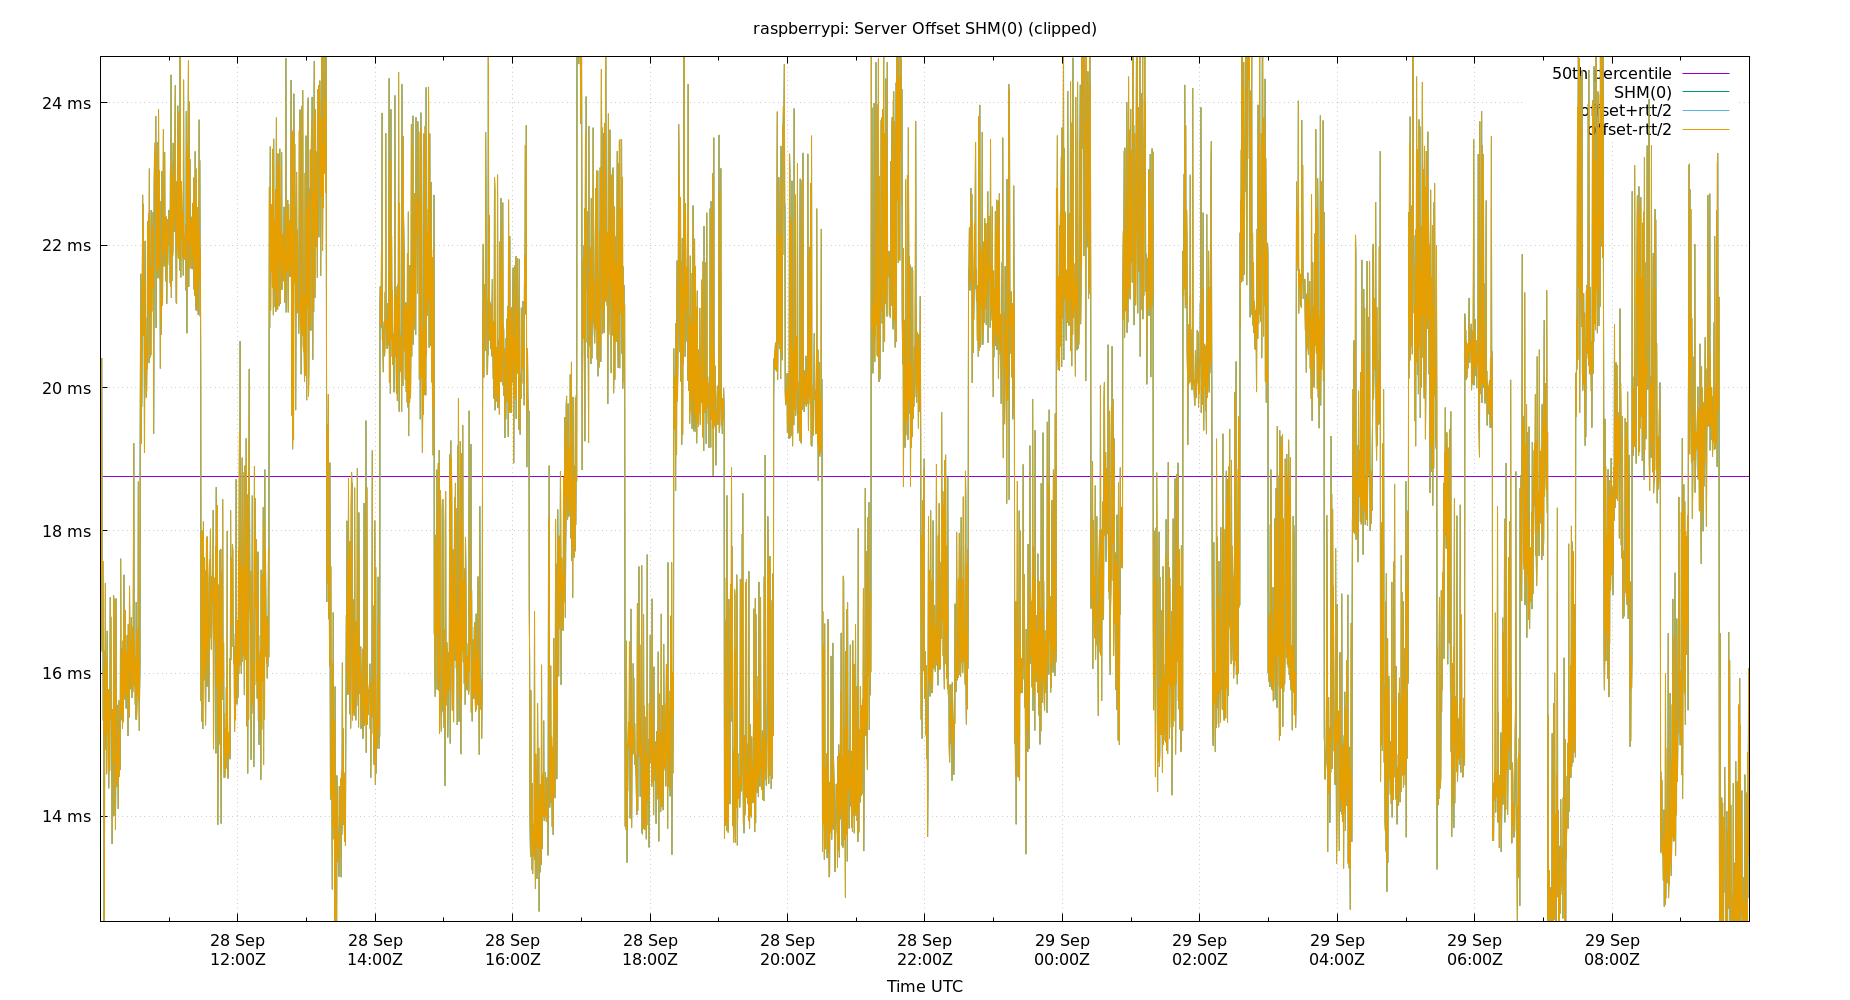 raspberrypi: Server Offset SHM(0) (clipped)
50th percentile
SHM(0)
offset+rtt/2
offset-rtt/2
24 ms
22 ms
20 ms
18 ms
16 ms
14 ms
28 Sep 28 Sep 28 Sep 28 Sep 28 Sep 28 Sep 29 Sep 29 Sep 29 Sep 29 Sep 29 Sep
12:00Z 14:00Z 16:00Z 18:00Z 20:00Z 22:00Z 00:00Z 02:00Z 04:00Z 06:00Z 08:00Z
Time UTC